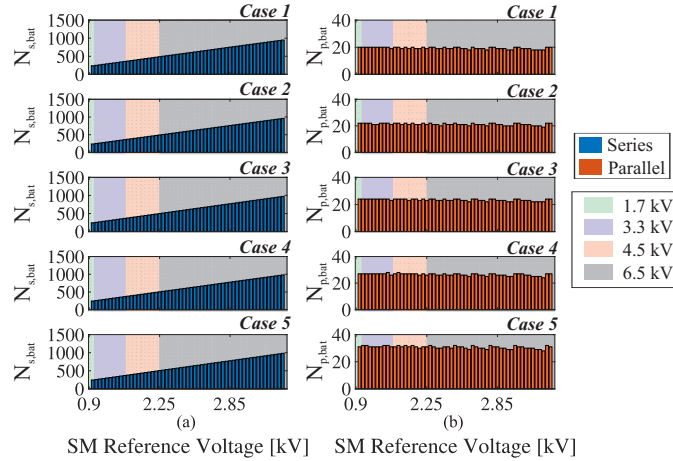 Case 1
1500
1000
500
0
N_s,bat
Case 2
1500
1000
500
0
N_s,bat
Case 3
1500
1000
500
0
N_s,bat
Case 4
1500
1000
500
0
N_s,bat
Case 5
1500
1000
500
0
N_s,bat
0.9 2.25 2.85
(a)
SM Reference Voltage [kV]
Case 1
40
20
0
N_p,bat
Case 2
40
20
0
N_p,bat
Case 3
40
20
0
N_p,bat
Case 4
40
20
0
N_p,bat
Case 5
40
20
0
N_p,bat
0.9 2.25 2.85
(b)
SM Reference Voltage [kV]
Series
Parallel
1.7 kV
3.3 kV
4.5 kV
6.5 kV